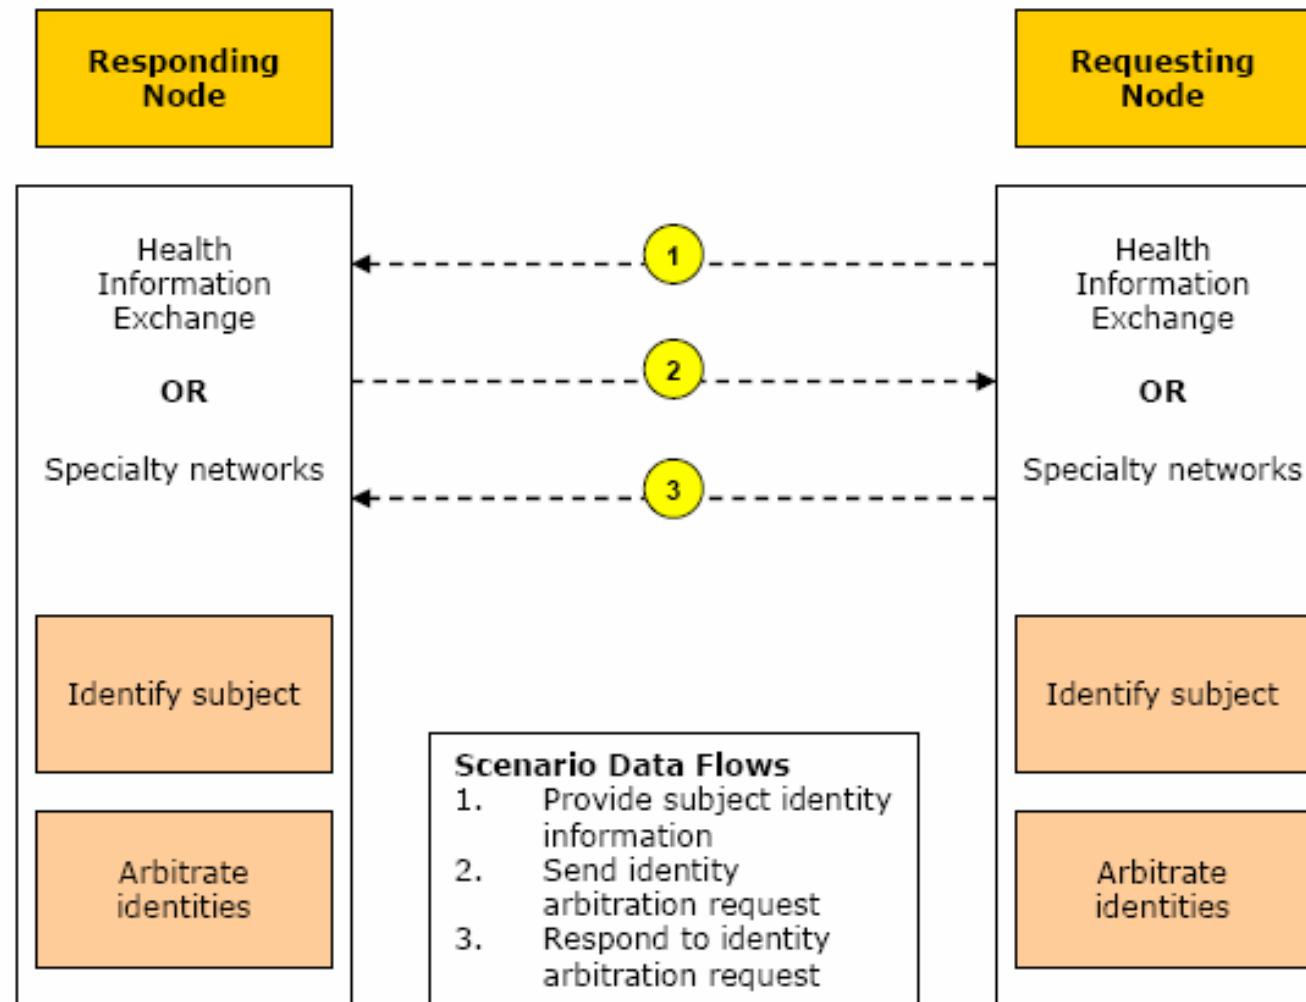 Responding
Node
Requesting
Node
Health
Information
Exchange
OR
Specialty networks
1
2
3
Health
Information
Exchange
OR
Specialty networks
Identify subject
Arbitrate
identities
Scenario Data Flows
1. Provide subject identity
information
2. Send identity
arbitration request
3. Respond to identity
arbitration request
Identify subject
Arbitrate
identities